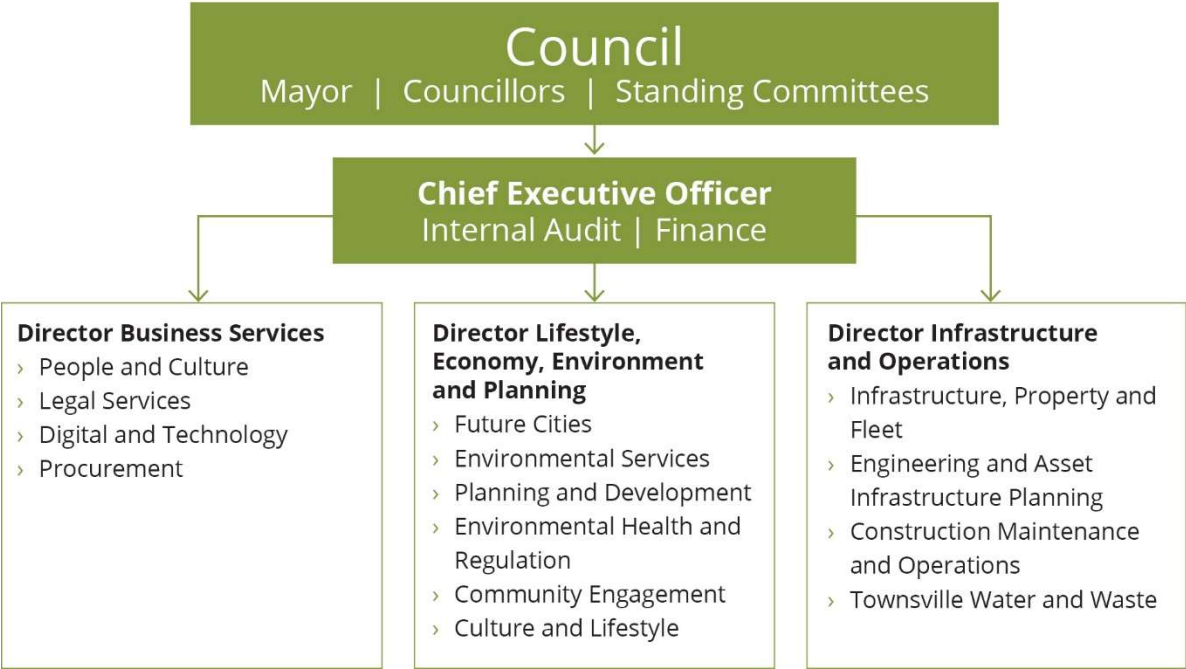 Council
Mayor | Councillors | Standing Committees
Chief Executive Officer
Internal Audit | Finance
Director Business Services
› People and Culture
› Legal Services
› Digital and Technology
› Procurement
Director Lifestyle,
Economy, Environment
and Planning
› Future Cities
› Environmental Services
› Planning and Development
› Environmental Health and
Regulation
› Community Engagement
› Culture and Lifestyle
Director Infrastructure
and Operations
› Infrastructure, Property and
Fleet
› Engineering and Asset
Infrastructure Planning
› Construction Maintenance
and Operations
› Townsville Water and Waste